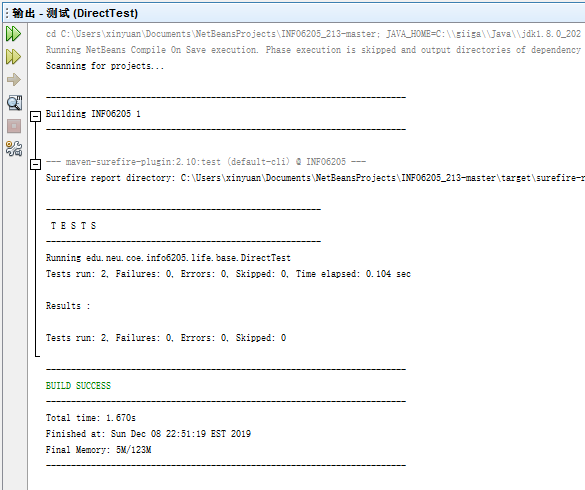 输出 - 测试 (DirectTest)
cd C:\Users\xinyuan\Documents\NetBeansProjects\INFO6205_213-master; JAVA_HOME=C:\\giiga\\Java\\jdk1.8.0_202
Running NetBeans Compile On Save execution. Phase execution is skipped and output directories of dependency
Scanning for projects...
------------------------------------------------------------------------
Building INFO6205 1
------------------------------------------------------------------------
--- maven-surefire-plugin:2.10:test (default-cli) @ INFO6205 ---
Surefire report directory: C:\Users\xinyuan\Documents\NetBeansProjects\INFO6205_213-master\target\surefire-r
-------------------------------------------------------
T E S T S
-------------------------------------------------------
Running edu.neu.coe.info6205.life.base.DirectTest
Tests run: 2, Failures: 0, Errors: 0, Skipped: 0, Time elapsed: 0.104 sec
Results :
Tests run: 2, Failures: 0, Errors: 0, Skipped: 0
------------------------------------------------------------------------
BUILD SUCCESS
------------------------------------------------------------------------
Total time: 1.670s
Finished at: Sun Dec 08 22:51:19 EST 2019
Final Memory: 5M/123M
------------------------------------------------------------------------